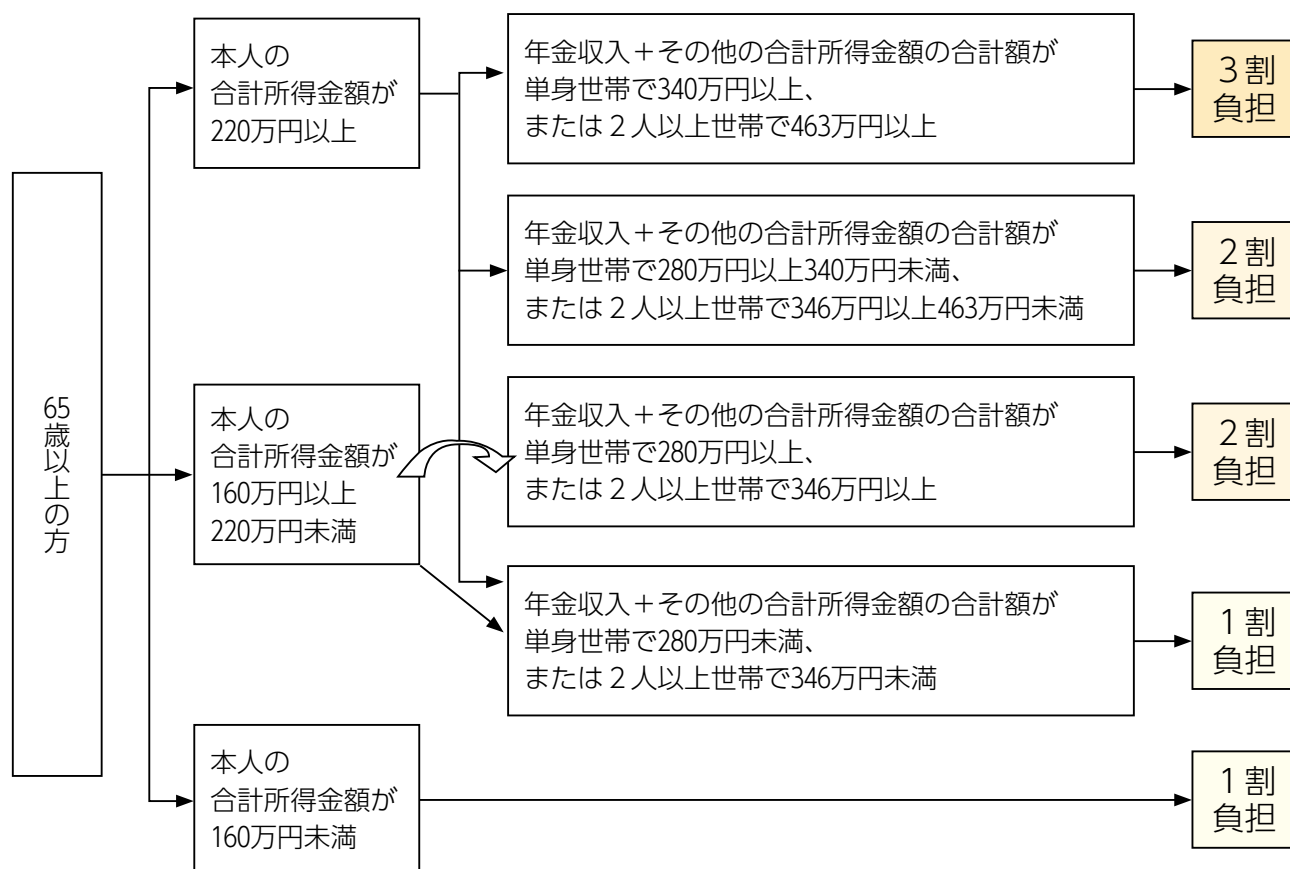 65歳以上の方
本人の
合計所得金額が
220万円以上
年金収入＋その他の合計所得金額の合計額が
単身世帯で340万円以上、
または２人以上世帯で463万円以上
３割
負担
年金収入＋その他の合計所得金額の合計額が
単身世帯で280万円以上340万円未満、
または２人以上世帯で346万円以上463万円未満
２割
負担
本人の
合計所得金額が
160万円以上
220万円未満
年金収入＋その他の合計所得金額の合計額が
単身世帯で280万円以上、
または２人以上世帯で346万円以上
２割
負担
年金収入＋その他の合計所得金額の合計額が
単身世帯で280万円未満、
または２人以上世帯で346万円未満
１割
負担
本人の
合計所得金額が
160万円未満
１割
負担